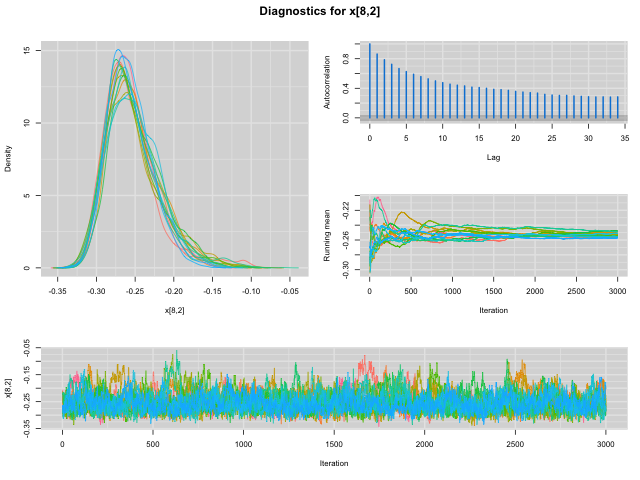 Diagnostics for x[8,2]
Density
15
10
5
0
-0.35 -0.30 -0.25 -0.20 -0.15 -0.10 -0.05
x[8,2]
Autocorrelation
0.8
0.4
0.0
0 5 10 15 20 25 30 35
Lag
Running mean
-0.22
-0.26
-0.30
0 500 1000 1500 2000 2500 3000
Iteration
x[8,2]
-0.05
-0.15
-0.25
-0.35
0 500 1000 1500 2000 2500 3000
Iteration